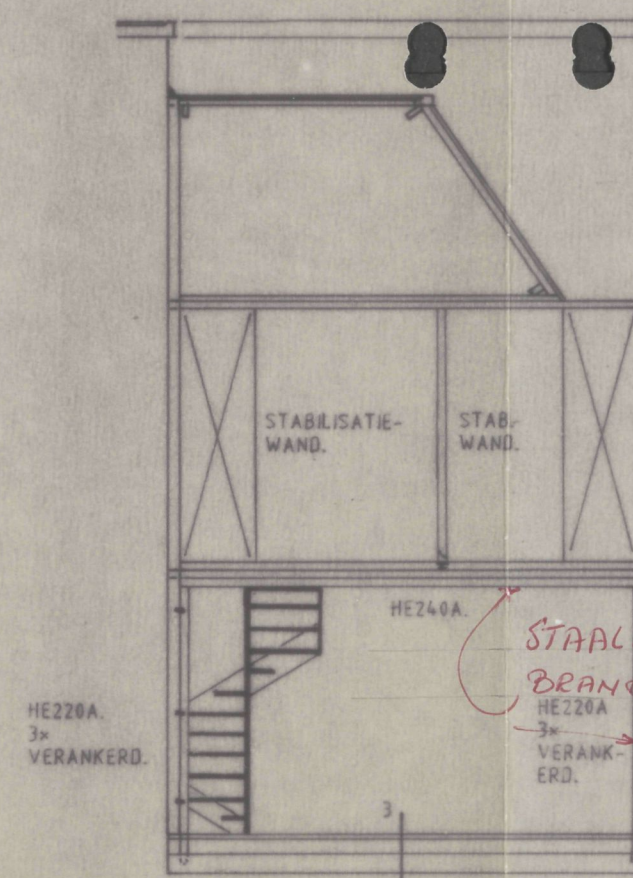 STABILISATIE-
WAND.
STAB.-
WAND.
HE240A.
STAAL
HE220A.
3x
VERANKERD.
HE220A
3x
VERANK-
ERD.
3